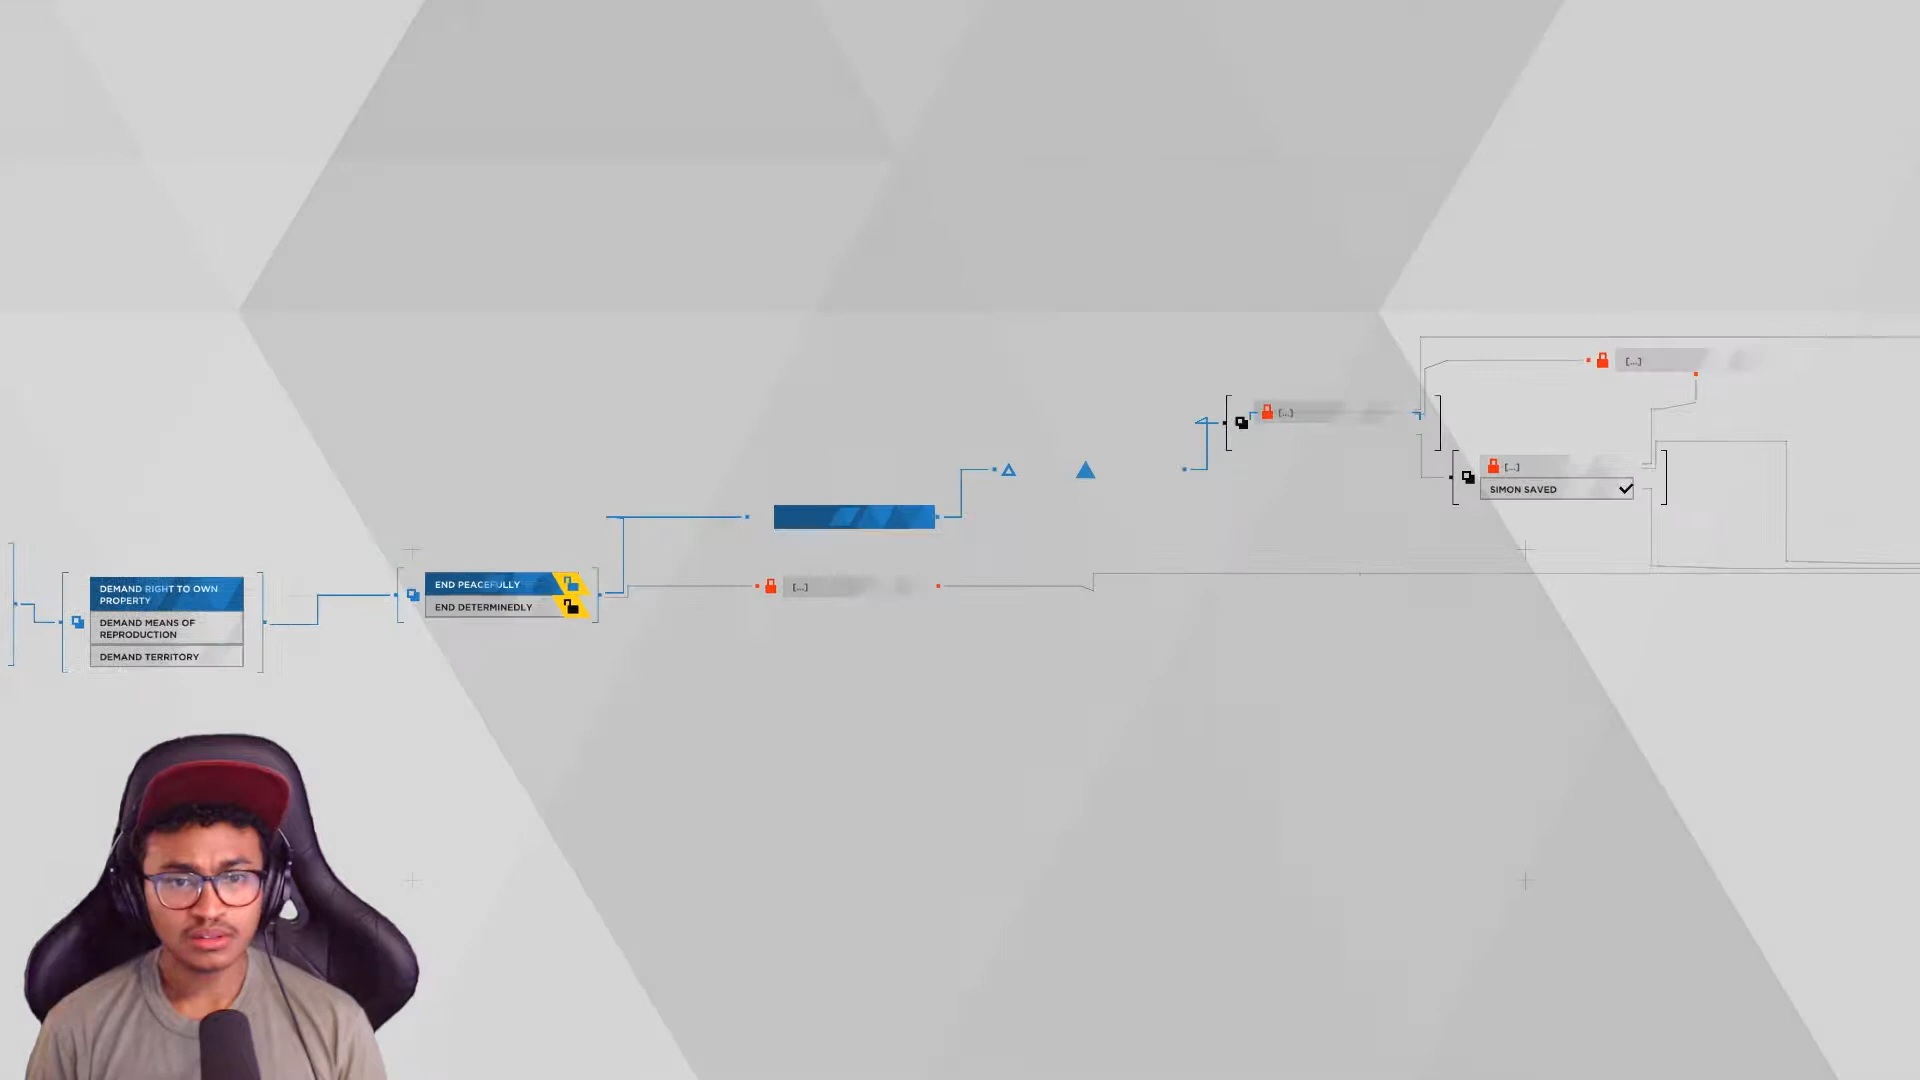 DEMAND RIGHT TO OWN
PROPERTY
DEMAND MEANS OF
REPRODUCTION
DEMAND TERRITORY
END PEACEFULLY
END DETERMINEDLY
[...]
[...]
[...]
[...]
SIMON SAVED